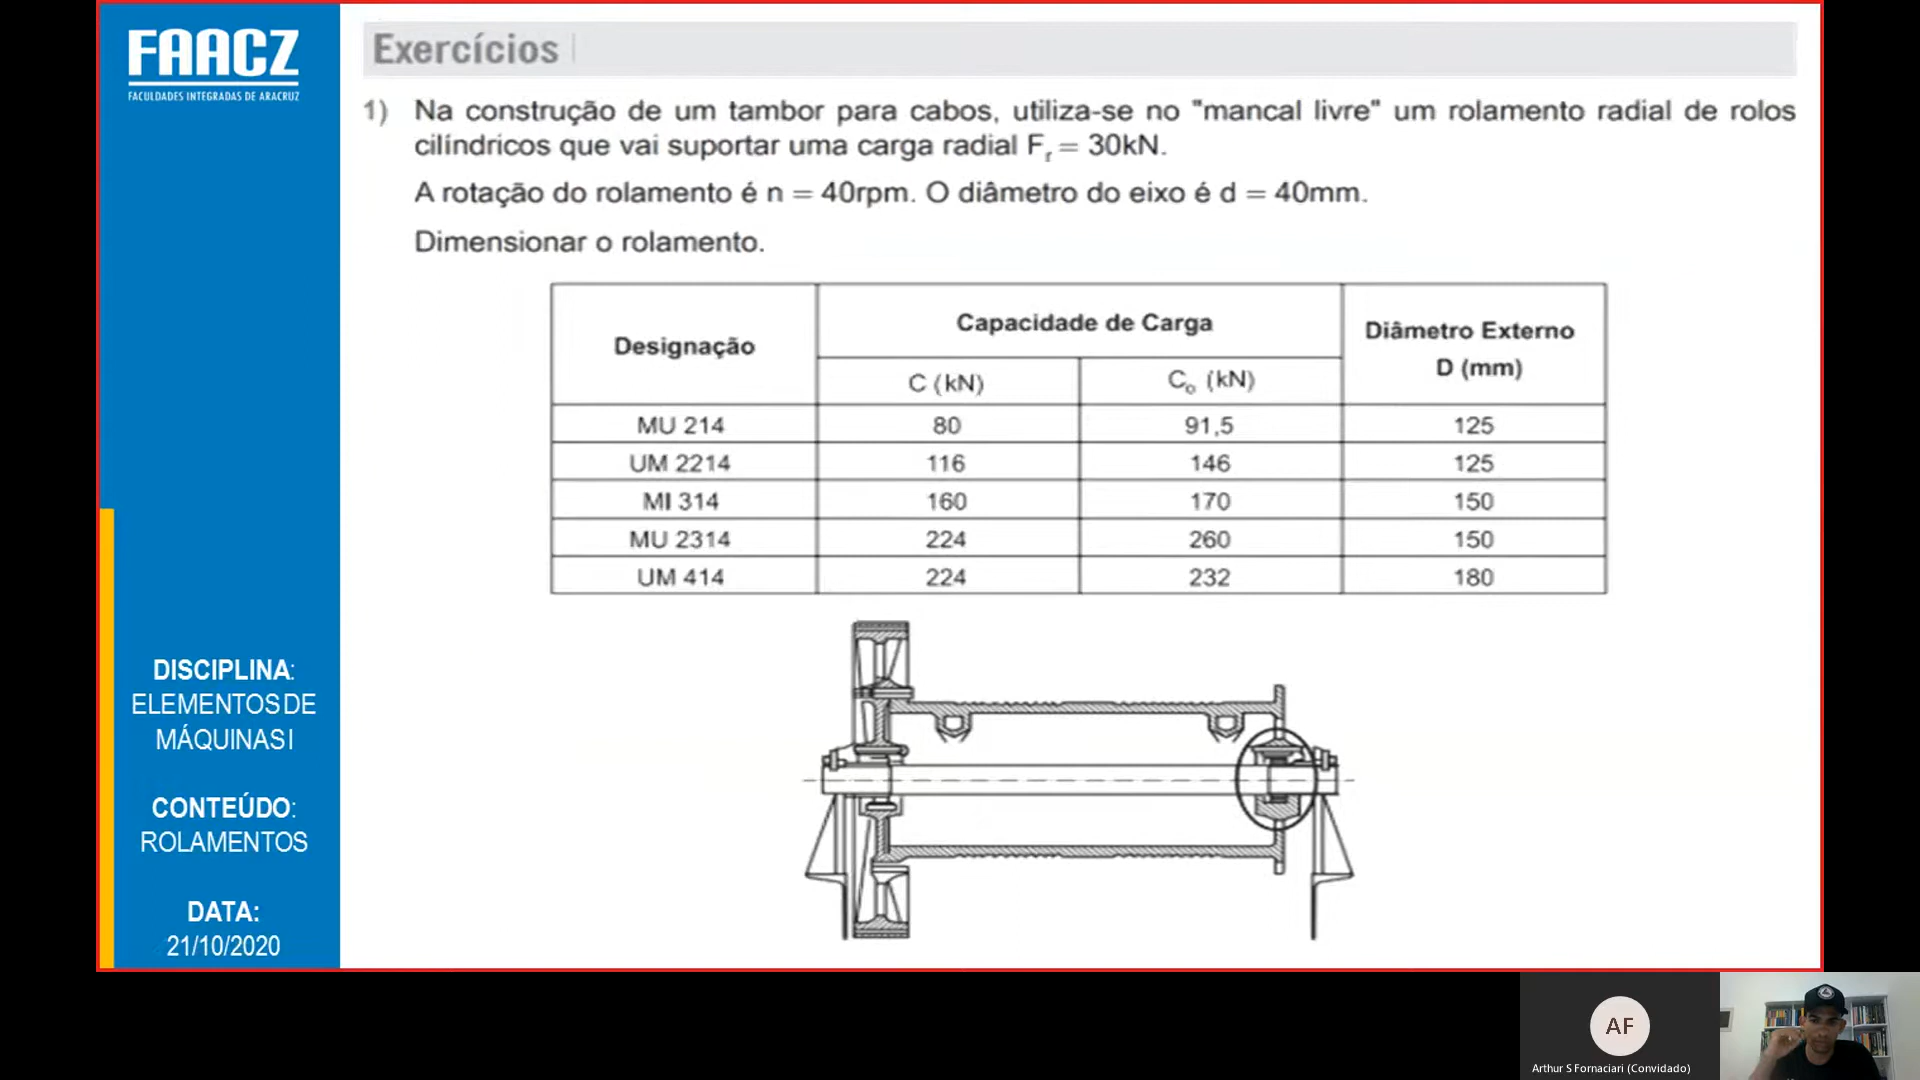 FAACZ
FACULDADES INTEGRADAS DE ARACRUZ
DISCIPLINA:
ELEMENTOS DE
MÁQUINAS I
CONTEÚDO:
ROLAMENTOS
DATA:
21/10/2020
Exercícios
1) Na construção de um tambor para cabos, utiliza-se no "mancal livre" um rolamento radial de rolos
cilíndricos que vai suportar uma carga radial Fr = 30kN.
A rotação do rolamento é n = 40rpm. O diâmetro do eixo é d = 40mm.
Dimensionar o rolamento.
Designação Capacidade de Carga Diâmetro Externo
D (mm)
C (kN) Co (kN)
MU 214 80 91,5 125
UM 2214 116 146 125
MI 314 160 170 150
MU 2314 224 260 150
UM 414 224 232 180
AF
Arthur S Fornaciari (Convidado)